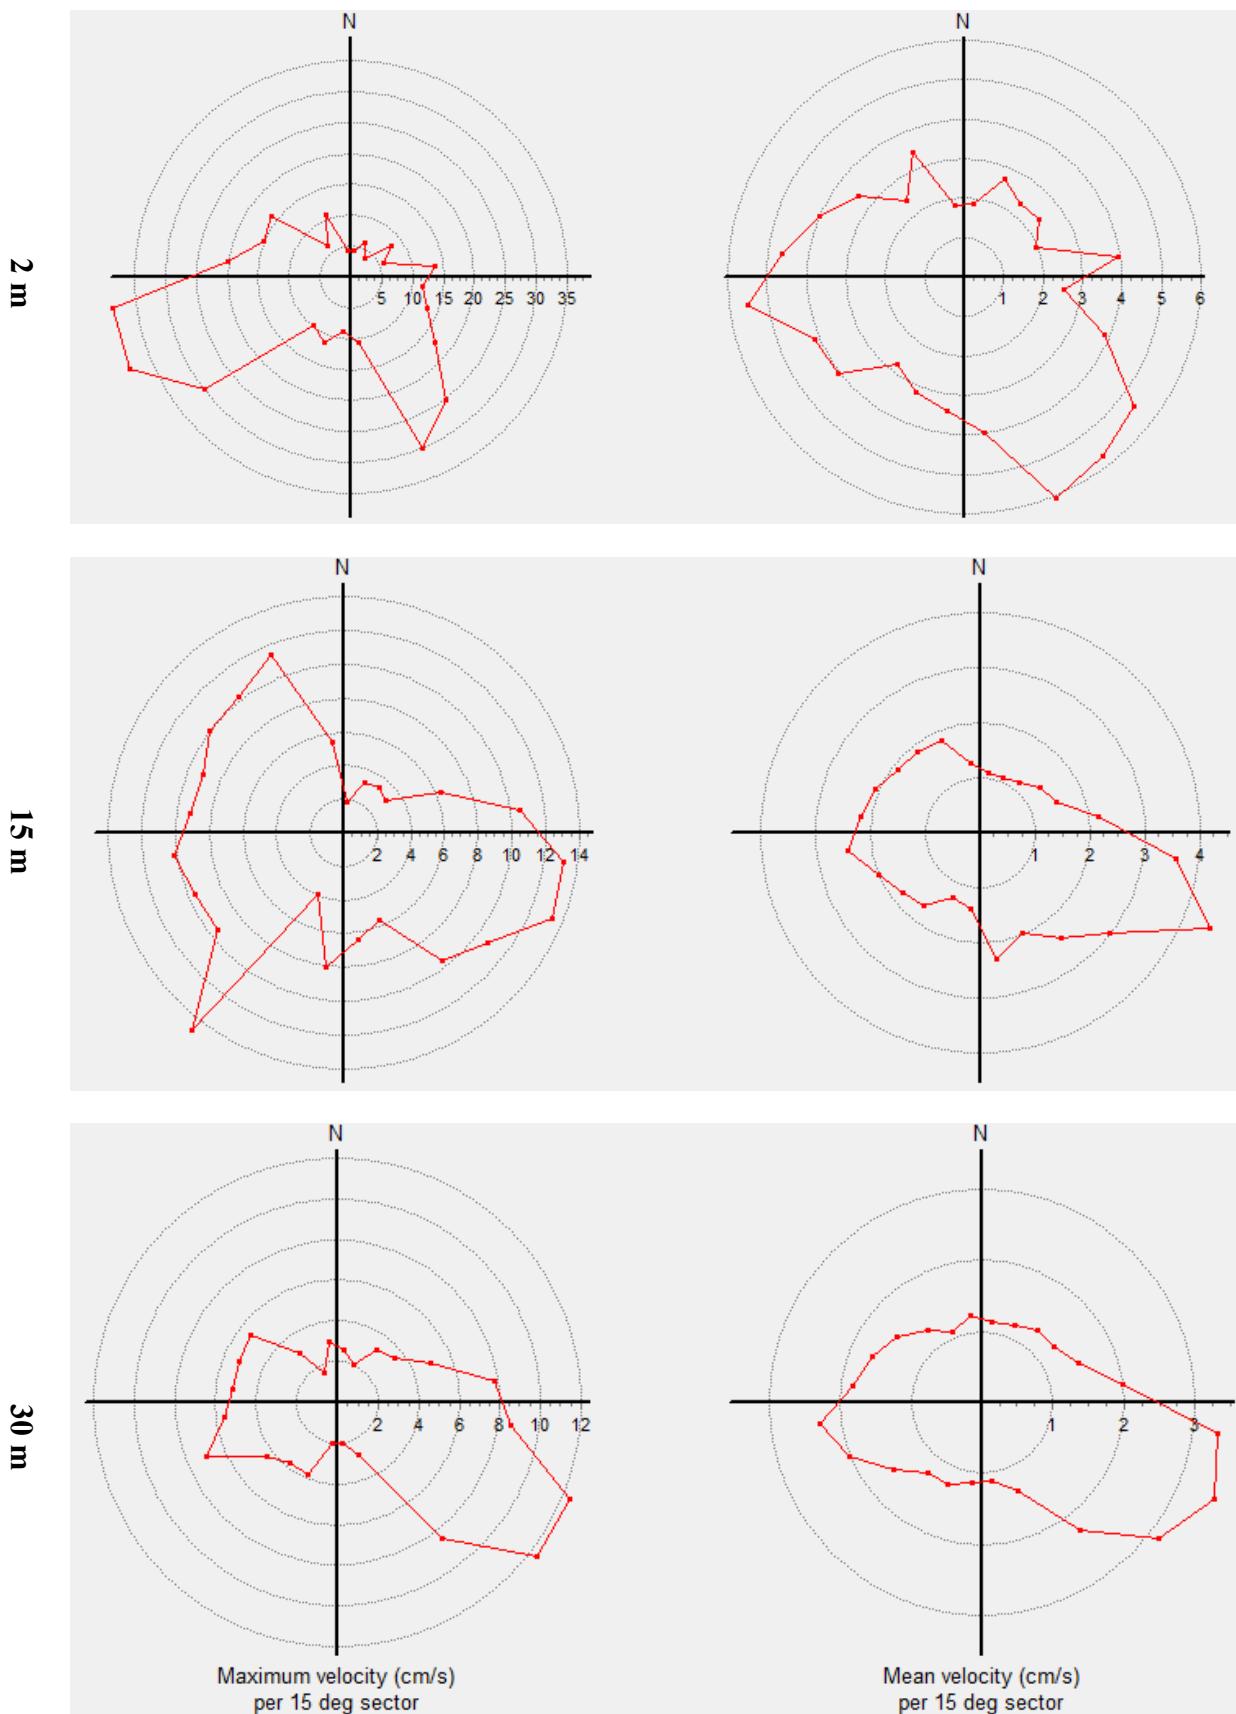 N
N
2 m
5 10 15 20 25 30 35
1 2 3 4 5 6
N
N
15 m
2 4 6 8 10 12 14
1 2 3 4
N
N
30 m
2 4 6 8 10 12
1 2 3
Maximum velocity (cm/s)
per 15 deg sector
Mean velocity (cm/s)
per 15 deg sector